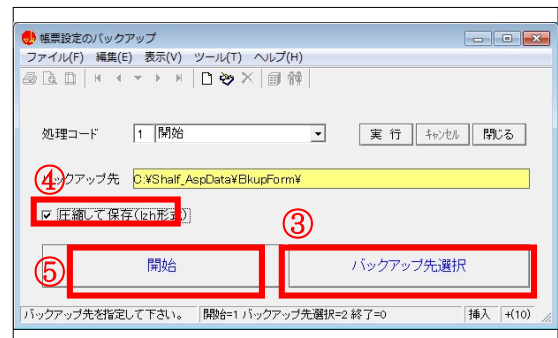 帳票設定のバックアップ
ファイル(F) 編集(E) 表示(V) ツール(T) ヘルプ(H)
処理コード 1 開始 実 行 ｷｬﾝｾﾙ 閉じる
④
バックアップ先 C:¥Shalf_AspData¥BkupForm¥
圧縮して保存(lzh形式)
③
⑤ 開始 バックアップ先選択
バックアップ先を指定して下さい。 開始=1 バックアップ先選択=2 終了=0 挿入 +(10)